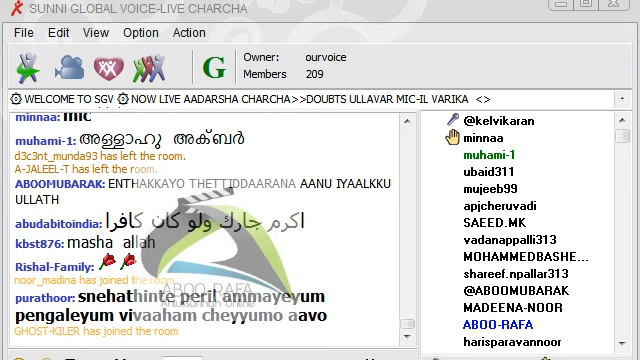 SUNNI GLOBAL VOICE-LIVE CHARCHA
File Edit View Option Action
G Owner: ourvoice
Members 209
WELCOME TO SGV NOW LIVE AADARSHA CHARCHA>>DOUBTS ULLAVAR MIC-IL VARIKA <>
minnaa: mic
muhami-1: അള്ളാഹു അക്ബർ
d3c3nt_munda93 has left the room.
A-JALEEL-T has left the room.
ABOOMUBARAK: ENTHAKKAYO THETTIDDAARANA AANU IYAALKKU
ULLATH
abudabitoindia: اكرم جارك ولو كان كافرا
kbst876: masha allah
Rishal-Family:
noor_madina has joined the room.
purathoor: snehathinte peril ammayeyum
pengaleyum vivaaham cheyyumo aavo
GHOST-KILER has joined the room
ABOO-RAFA
Ahlussunnah online
@kelvikaran
minnaa
muhami-1
ubaid311
mujeeb99
apjcheruvadi
SAEED.MK
vadanappalli313
MOHAMMEDBASHE...
shareef.npallar313
@ABOOMUBARAK
MADEENA-NOOR
ABOO-RAFA
harisparavannoor